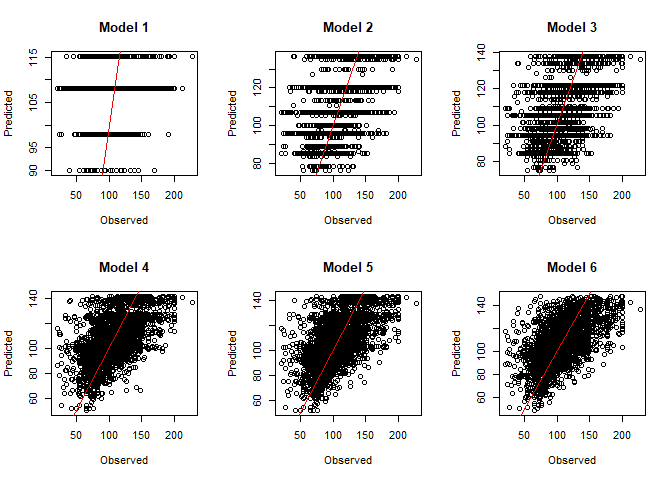 Model 1
Model 2
Model 3
Predicted
90 95 105 115
50 100 150 200
Observed
Predicted
80 100 120
50 100 150 200
Observed
Predicted
80 100 120 140
50 100 150 200
Observed
Model 4
Model 5
Model 6
Predicted
60 80 100 140
50 100 150 200
Observed
Predicted
60 80 100 140
50 100 150 200
Observed
Predicted
60 80 100 140
50 100 150 200
Observed